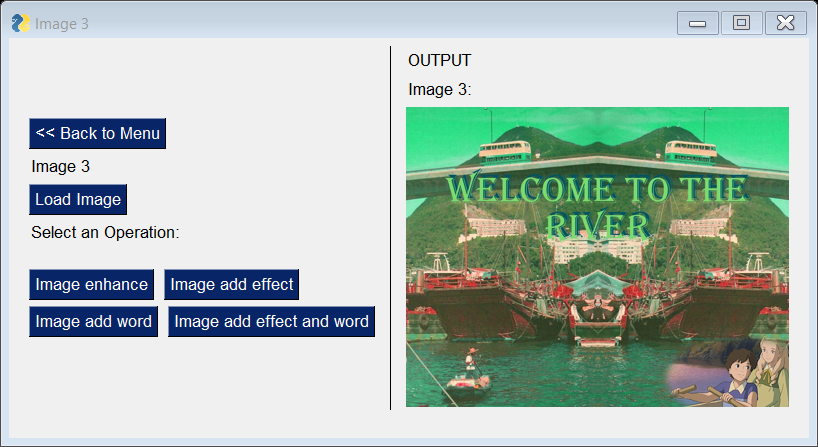 Image 3
<< Back to Menu
Image 3
Load Image
Select an Operation:
Image enhance
Image add effect
Image add word
Image add effect and word
OUTPUT
Image 3:
WELCOME TO THE
RIVER